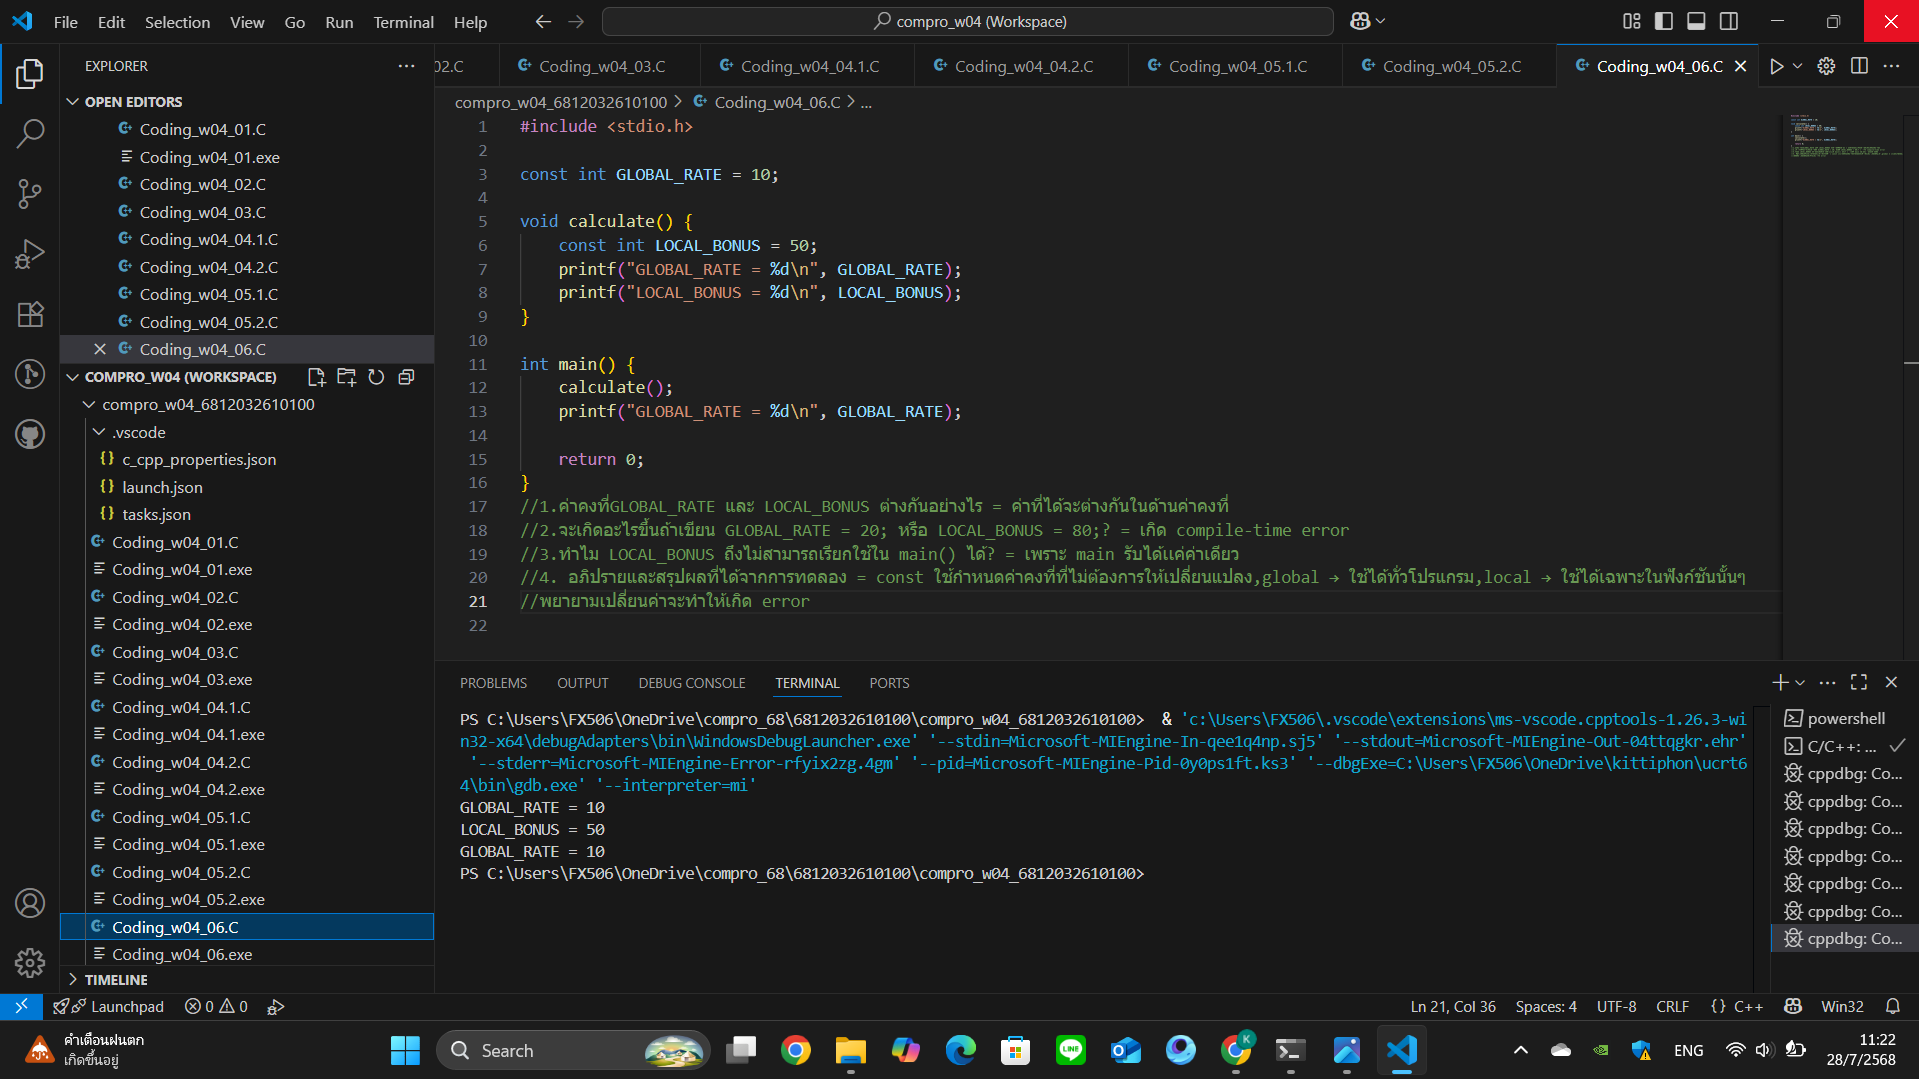 File Edit Selection View Go Run Terminal Help
compro_w04 (Workspace)
EXPLORER
OPEN EDITORS
Coding_w04_01.C
Coding_w04_01.exe
Coding_w04_02.C
Coding_w04_03.C
Coding_w04_04.1.C
Coding_w04_04.2.C
Coding_w04_05.1.C
Coding_w04_05.2.C
Coding_w04_06.C
COMPRO_W04 (WORKSPACE)
compro_w04_6812032610100
.vscode
c_cpp_properties.json
launch.json
tasks.json
Coding_w04_01.C
Coding_w04_01.exe
Coding_w04_02.C
Coding_w04_02.exe
Coding_w04_03.C
Coding_w04_03.exe
Coding_w04_04.1.C
Coding_w04_04.1.exe
Coding_w04_04.2.C
Coding_w04_04.2.exe
Coding_w04_05.1.C
Coding_w04_05.1.exe
Coding_w04_05.2.C
Coding_w04_05.2.exe
Coding_w04_06.C
Coding_w04_06.exe
TIMELINE
02.C Coding_w04_03.C Coding_w04_04.1.C Coding_w04_04.2.C Coding_w04_05.1.C Coding_w04_05.2.C Coding_w04_06.C
compro_w04_6812032610100 > Coding_w04_06.C > ...
1 #include <stdio.h>
2
3 const int GLOBAL_RATE = 10;
4
5 void calculate() {
6 const int LOCAL_BONUS = 50;
7 printf("GLOBAL_RATE = %d\n", GLOBAL_RATE);
8 printf("LOCAL_BONUS = %d\n", LOCAL_BONUS);
9 }
10
11 int main() {
12 calculate();
13 printf("GLOBAL_RATE = %d\n", GLOBAL_RATE);
14
15 return 0;
16 }
17 //1.ค่าคงที่GLOBAL_RATE และ LOCAL_BONUS ต่างกันอย่างไร = ค่าที่ได้จะต่างกันในด้านค่าคงที่
18 //2.จะเกิดอะไรขึ้นถ้าเขียน GLOBAL_RATE = 20; หรือ LOCAL_BONUS = 80;? = เกิด compile-time error
19 //3.ทำไม LOCAL_BONUS ถึงไม่สามารถเรียกใช้ใน main() ได้? = เพราะ main รับได้แค่ค่าเดียว
20 //4. อภิปรายและสรุปผลที่ได้จากการทดลอง = const ใช้กำหนดค่าคงที่ที่ไม่ต้องการให้เปลี่ยนแปลง,global → ใช้ได้ทั่วโปรแกรม,local → ใช้ได้เฉพาะในฟังก์ชันนั้นๆ
21 //พยายามเปลี่ยนค่าจะทำให้เกิด error
22
PROBLEMS OUTPUT DEBUG CONSOLE TERMINAL PORTS
PS C:\Users\FX506\OneDrive\compro_68\6812032610100\compro_w04_6812032610100> & 'c:\Users\FX506\.vscode\extensions\ms-vscode.cpptools-1.26.3-wi
n32-x64\debugAdapters\bin\WindowsDebugLauncher.exe' '--stdin=Microsoft-MIEngine-In-qee1q4np.sj5' '--stdout=Microsoft-MIEngine-Out-04ttqgkr.ehr'
'--stderr=Microsoft-MIEngine-Error-rfyix2zg.4gm' '--pid=Microsoft-MIEngine-Pid-0y0ps1ft.ks3' '--dbgExe=C:\Users\FX506\OneDrive\kittiphon\ucrt6
4\bin\gdb.exe' '--interpreter=mi'
GLOBAL_RATE = 10
LOCAL_BONUS = 50
GLOBAL_RATE = 10
PS C:\Users\FX506\OneDrive\compro_68\6812032610100\compro_w04_6812032610100>
powershell
C/C++: ...
cppdbg: Co...
cppdbg: Co...
cppdbg: Co...
cppdbg: Co...
cppdbg: Co...
cppdbg: Co...
cppdbg: Co...
Launchpad 0 0 Ln 21, Col 36 Spaces: 4 UTF-8 CRLF {} C++ Win32
คำเตือนฝนตก
เกิดขึ้นอยู่
Search
LINE
K
ENG
11:22
28/7/2568